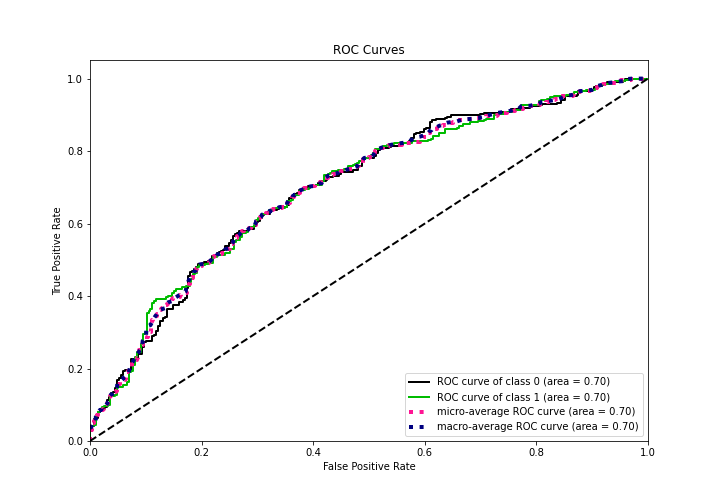 ROC Curves
True Positive Rate
1.0
0.8
0.6
0.4
0.2
0.0
0.0 0.2 0.4 0.6 0.8 1.0
False Positive Rate
ROC curve of class 0 (area = 0.70)
ROC curve of class 1 (area = 0.70)
micro-average ROC curve (area = 0.70)
macro-average ROC curve (area = 0.70)